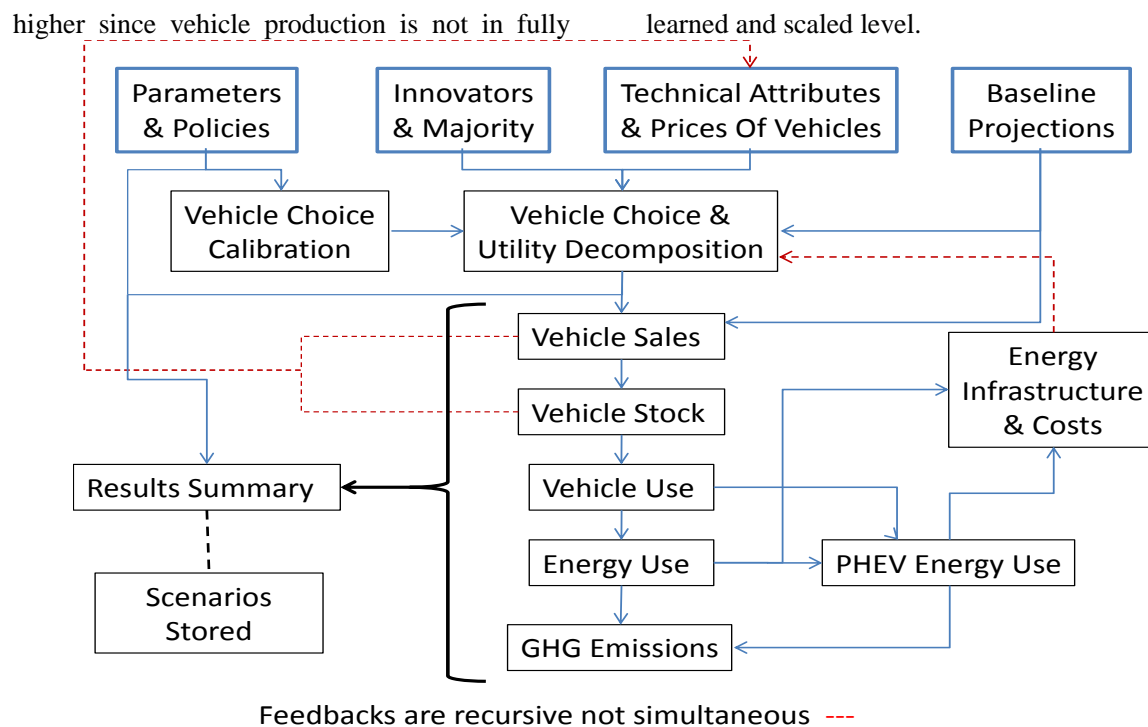 higher since vehicle production is not in fully
learned and scaled level.
Parameters
& Policies
Innovators
& Majority
Technical Attributes
& Prices Of Vehicles
Baseline
Projections
Vehicle Choice
Calibration
Vehicle Choice &
Utility Decomposition
Vehicle Sales
Energy
Infrastructure
& Costs
Vehicle Stock
Results Summary
Vehicle Use
Energy Use
PHEV Energy Use
Scenarios
Stored
GHG Emissions
Feedbacks are recursive not simultaneous ---